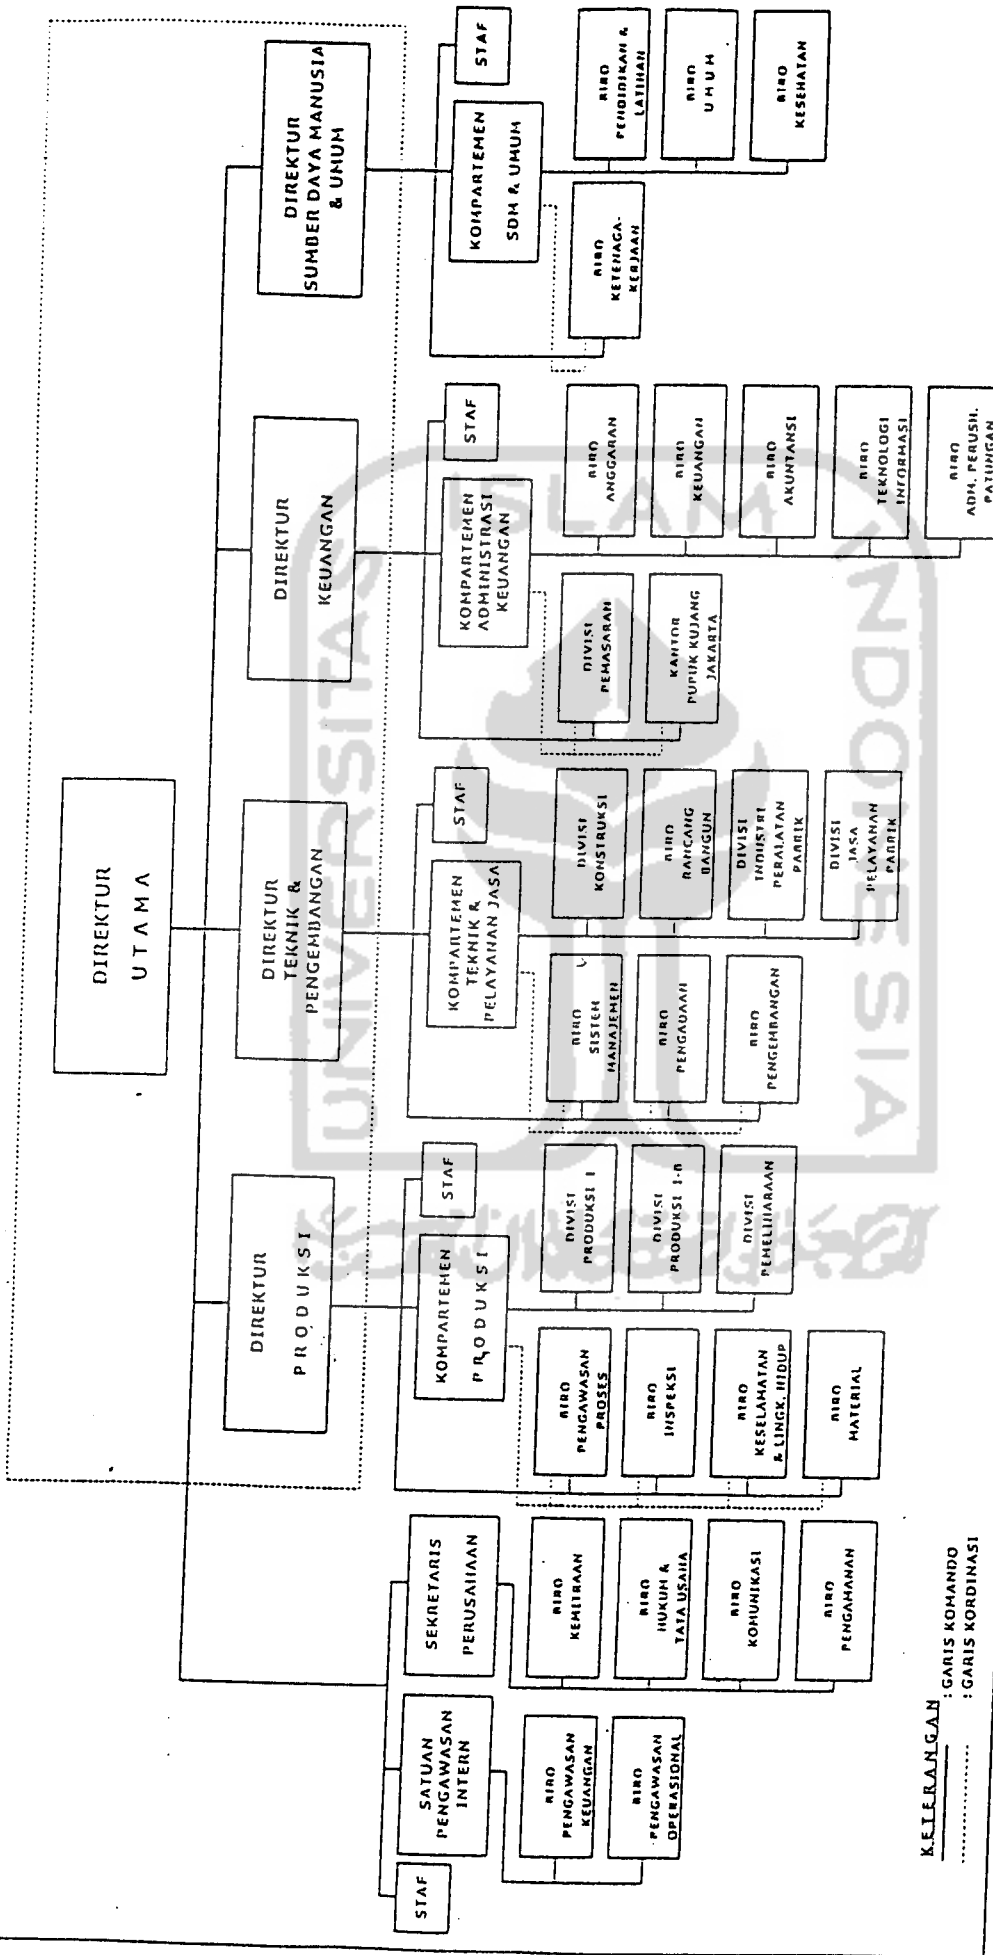 DIREKTUR
UTAMA
DIREKTUR
PRODUKSI
DIREKTUR
TEKNIK &
PENGEMBANGAN
DIREKTUR
KEUANGAN
DIREKTUR
SUMBER DAYA MANUSIA
& UMUM
STAF
SATUAN
PENGAWASAN
INTERN
SEKRETARIS
PERUSAHAAN
KOMPARTEMEN
PRODUKSI
STAF
KOMPARTEMEN
TEKNIK &
PELAYANAN JASA
STAF
KOMPARTEMEN
ADMINISTRASI
KEUANGAN
STAF
KOMPARTEMEN
SDM & UMUM
STAF
BIRO
PENGAWASAN
KEUANGAN
BIRO
PENGAWASAN
OPERASIONAL
BIRO
KEMITRAAN
BIRO
HUKUM &
TATA USAHA
BIRO
KOMUNIKASI
BIRO
PENGAMANAN
BIRO
PENGAWASAN
PROSES
BIRO
INSPEKSI
BIRO
KESELAMATAN
& LINGK. HIDUP
BIRO
MATERIAL
DIVISI
PRODUKSI I
DIVISI
PRODUKSI I-n
DIVISI
PEMELIHARAAN
BIRO
SISTEM
MANAJEMEN
BIRO
PENGADAAN
BIRO
PENGEMBANGAN
DIVISI
KONSTRUKSI
BIRO
RANCANG
BANGUN
DIVISI
INDUSTRI
PERALATAN
PABRIK
DIVISI
JASA
PELAYANAN
PABRIK
DIVISI
PEMASARAN
KANTOR
PUPUK KUJANG
JAKARTA
BIRO
ANGGARAN
BIRO
KEUANGAN
BIRO
AKUNTANSI
BIRO
TEKNOLOGI
INFORMASI
BIRO
ADM. PERUSH.
PATUNGAN
BIRO
KETENAGA-
KERJAAN
BIRO
PENDIDIKAN &
LATIHAN
BIRO
UMUM
BIRO
KESEHATAN
KETERANGAN
: GARIS KOMANDO
: GARIS KORDINASI
UNIVERSITAS
ISLAM
INDONESIA